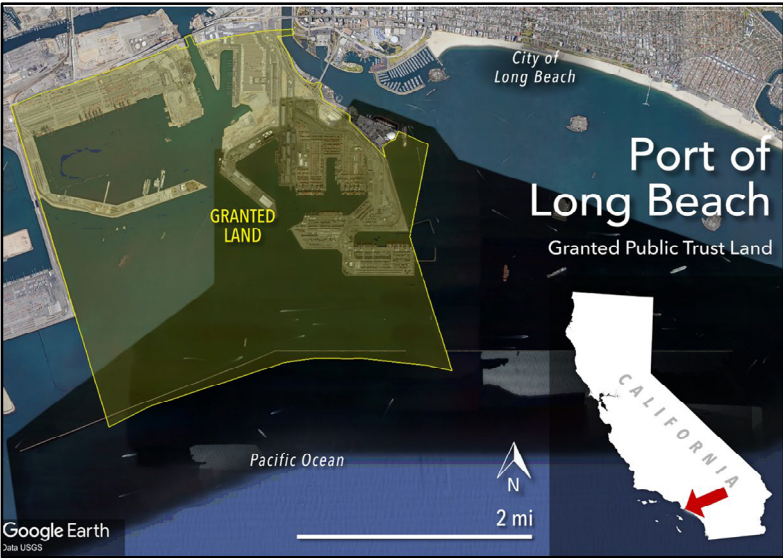 City of
Long Beach
Port of
Long Beach
Granted Public Trust Land
GRANTED
LAND
CALIFORNIA
Pacific Ocean
N
2 mi
Google Earth
Data USGS